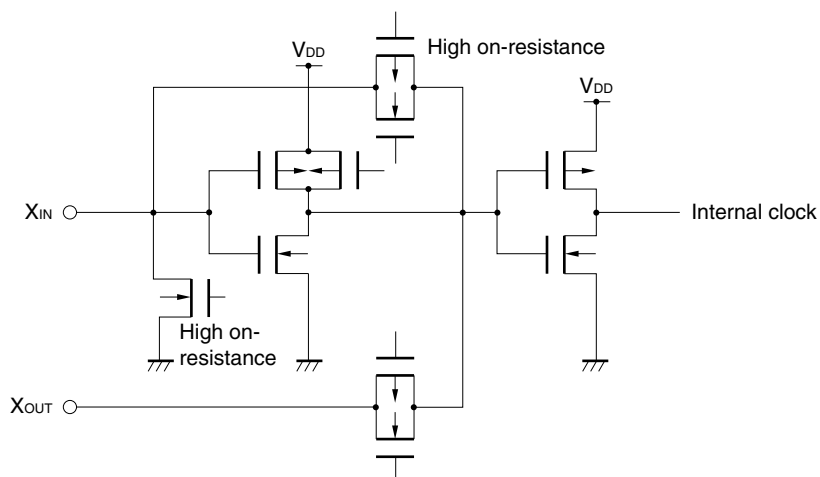 High on-resistance
VDD
VDD
XIN
Internal clock
High on-
resistance
XOUT